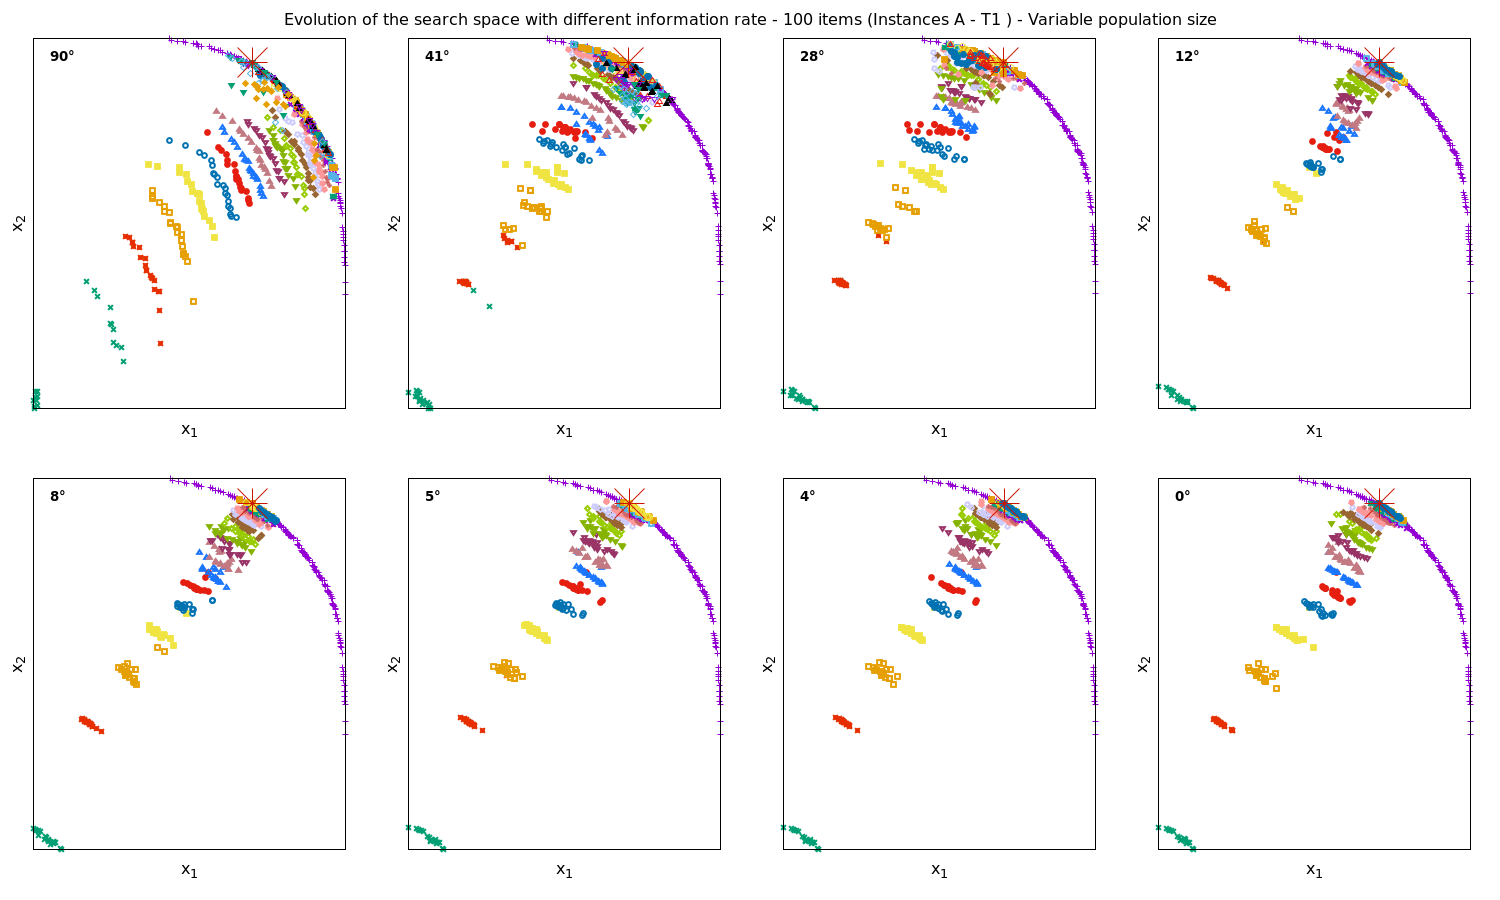 Evolution of the search space with different information rate - 100 items (Instances A - T1 ) - Variable population size
90°
41°
28°
12°
x₂
x₂
x₂
x₂
x₁
x₁
x₁
x₁
8°
5°
4°
0°
x₂
x₂
x₂
x₂
x₁
x₁
x₁
x₁